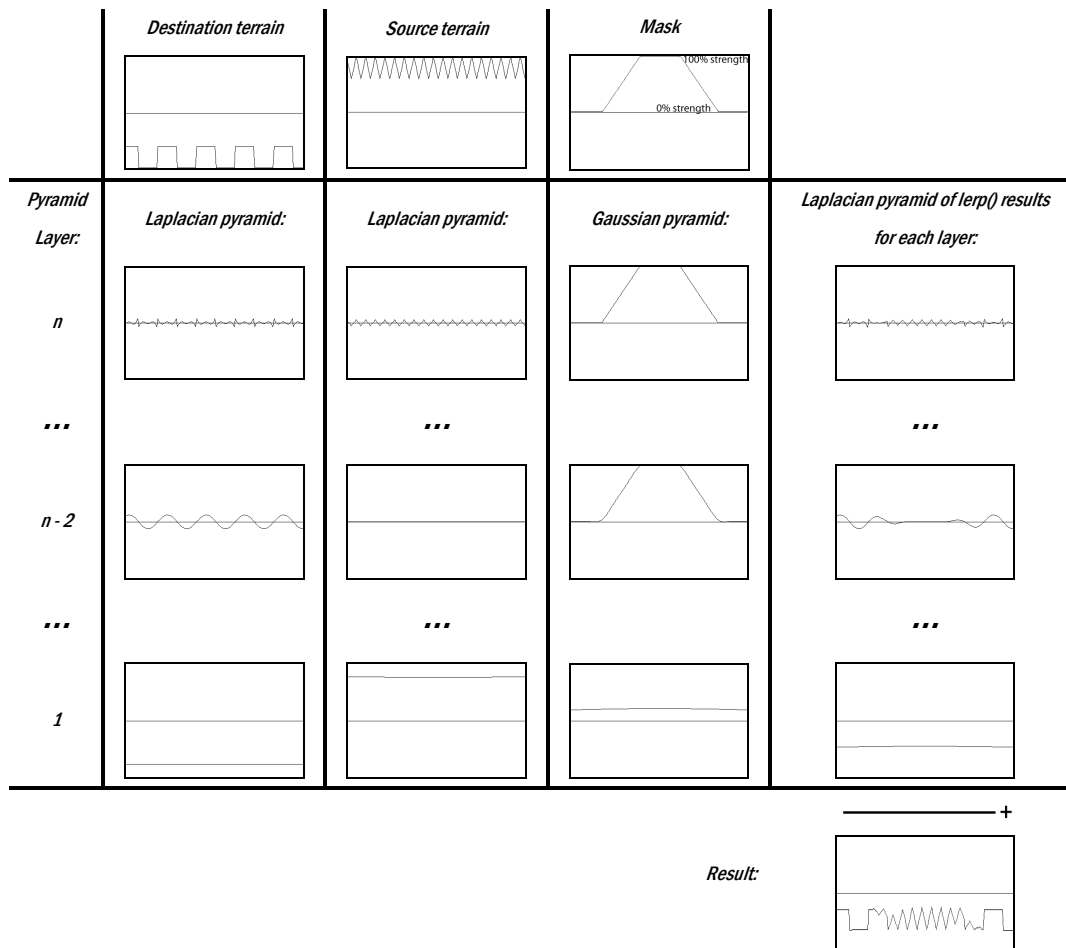 Destination terrain
Source terrain
Mask
100% strength
0% strength
Pyramid
Layer:
Laplacian pyramid:
Laplacian pyramid:
Gaussian pyramid:
Laplacian pyramid of lerp() results
for each layer:
n
...
...
...
n - 2
...
...
...
1
+
Result: